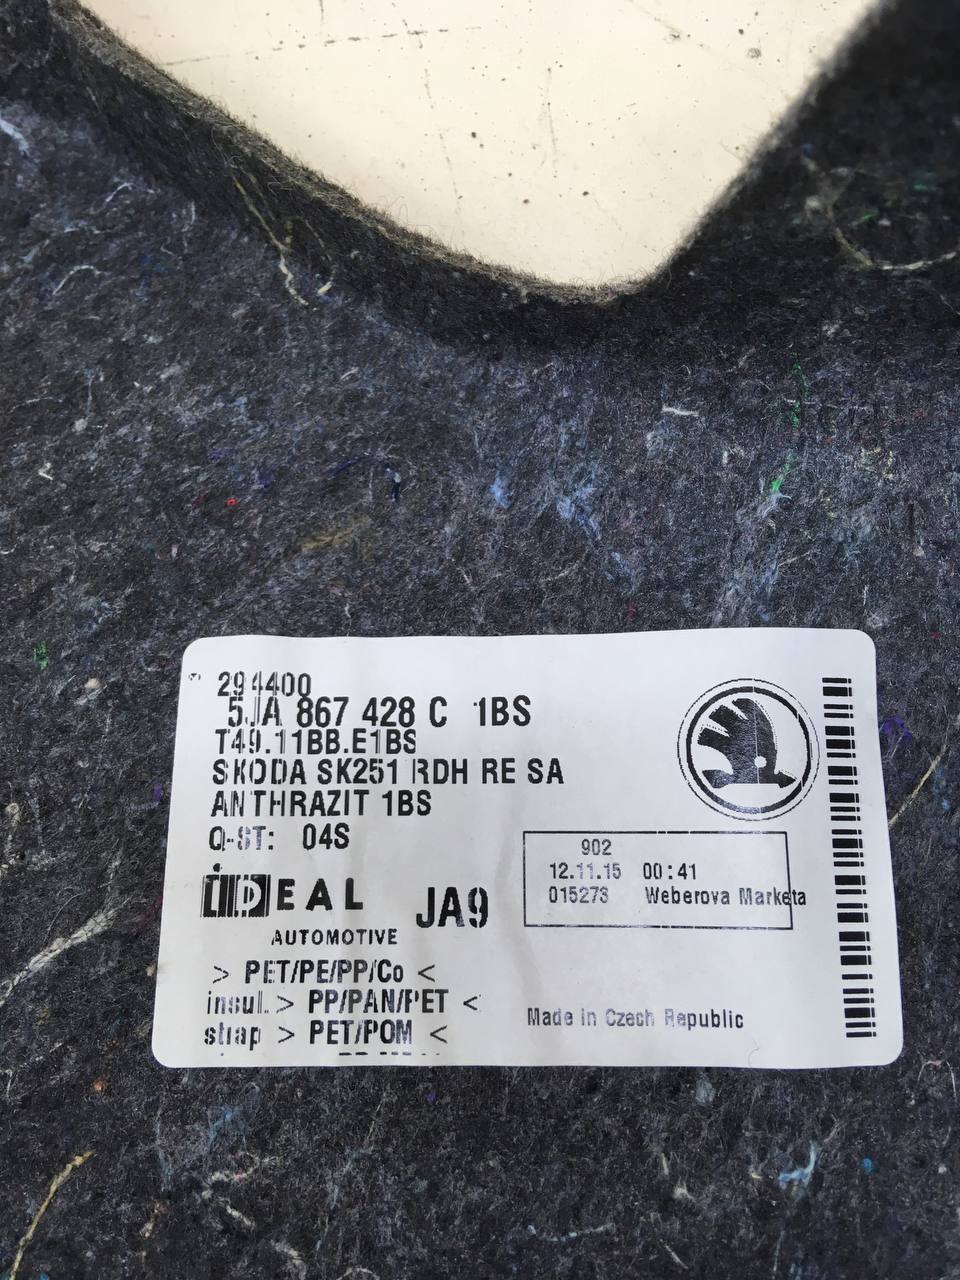 294400
5JA 867 428 C 1BS
T49.11BB.E1BS
SKODA SK251 RDH RE SA
ANTHRAZIT 1BS
Q-ST: 04S
902
12.11.15 00:41
015273 Weberova Marketa
iDEAL
AUTOMOTIVE
JA9
> PET/PE/PP/Co <
insul. > PP/PAN/PET <
strap > PET/POM <
Made in Czech Republic